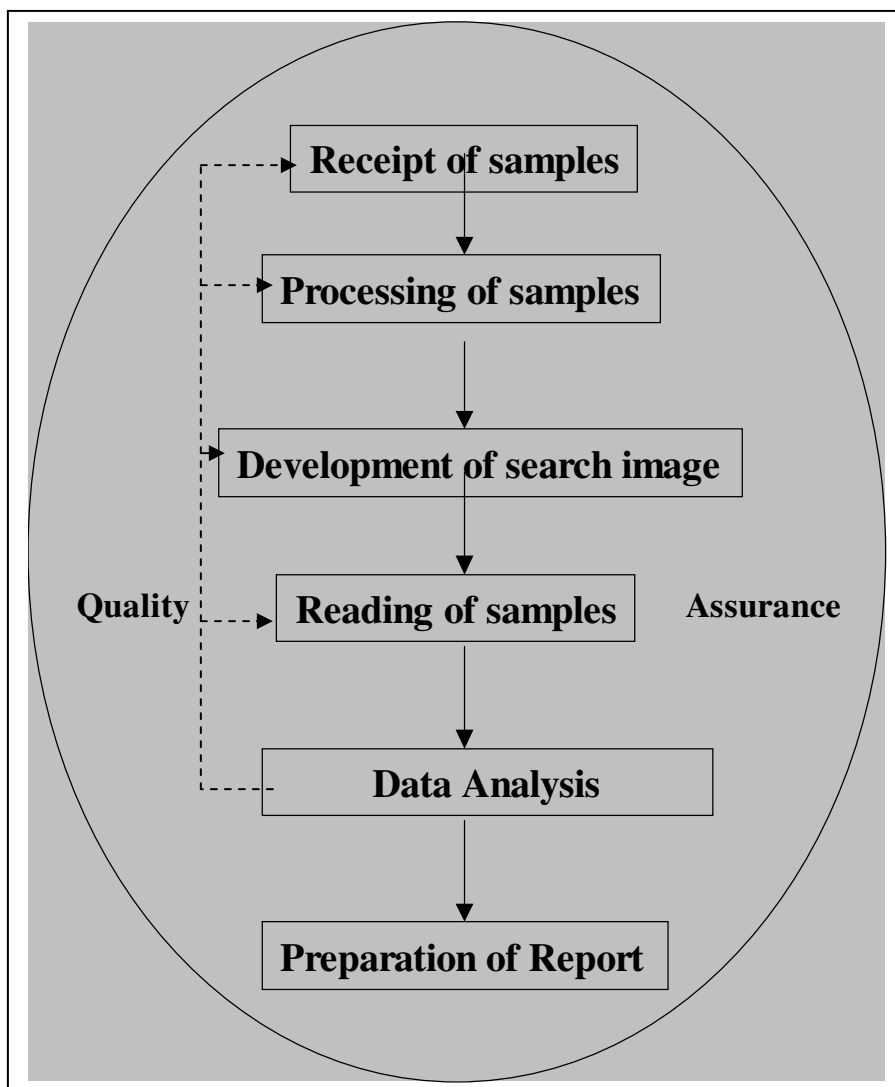 Receipt of samples
Processing of samples
Development of search image
Quality
Reading of samples
Assurance
Data Analysis
Preparation of Report